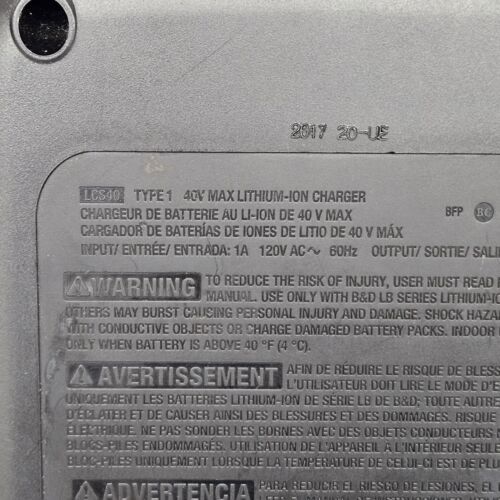 2017 20-UE
LCS40 TYPE 1 40V MAX LITHIUM-ION CHARGER
CHARGEUR DE BATTERIE AU LI-ION DE 40 V MAX
BFP
CARGADOR DE BATERÍAS DE IONES DE LITIO DE 40 V MÁX
INPUT/ ENTRÉE/ ENTRADA: 1A 120V AC~ 60Hz OUTPUT/ SORTIE/ SALI
WARNING TO REDUCE THE RISK OF INJURY, USER MUST READ
MANUAL. USE ONLY WITH B&D LB SERIES LITHIUM-I
OTHERS MAY BURST CAUSING PERSONAL INJURY AND DAMAGE. SHOCK HAZA
WITH CONDUCTIVE OBJECTS OR CHARGE DAMAGED BATTERY PACKS. INDOOR
ONLY WHEN BATTERY IS ABOVE 40 °F (4 °C).
AVERTISSEMENT AFIN DE RÉDUIRE LE RISQUE DE BLESS
L'UTILISATEUR DOIT LIRE LE MODE D'E
UNIQUEMENT LES BATTERIES LITHIUM-ION DE SÉRIE LB DE B&D; TOUTE AUTRE
D'ÉCLATER ET DE CAUSER AINSI DES BLESSURES ET DES DOMMAGES. RISQUE
ÉLECTRIQUE. NE PAS SONDER LES BORNES AVEC DES OBJETS CONDUCTEURS N
BLOCS-PILES ENDOMMAGÉS. UTILISATION DE L'APPAREIL À L'INTÉRIEUR SEULE
BLOCS-PILES UNIQUEMENT LORSQUE LA TEMPÉRATURE DE CELUI-CI EST DE PLU
ADVERTENCIA PARA REDUCIR EL RIESGO DE LESIONES, EL